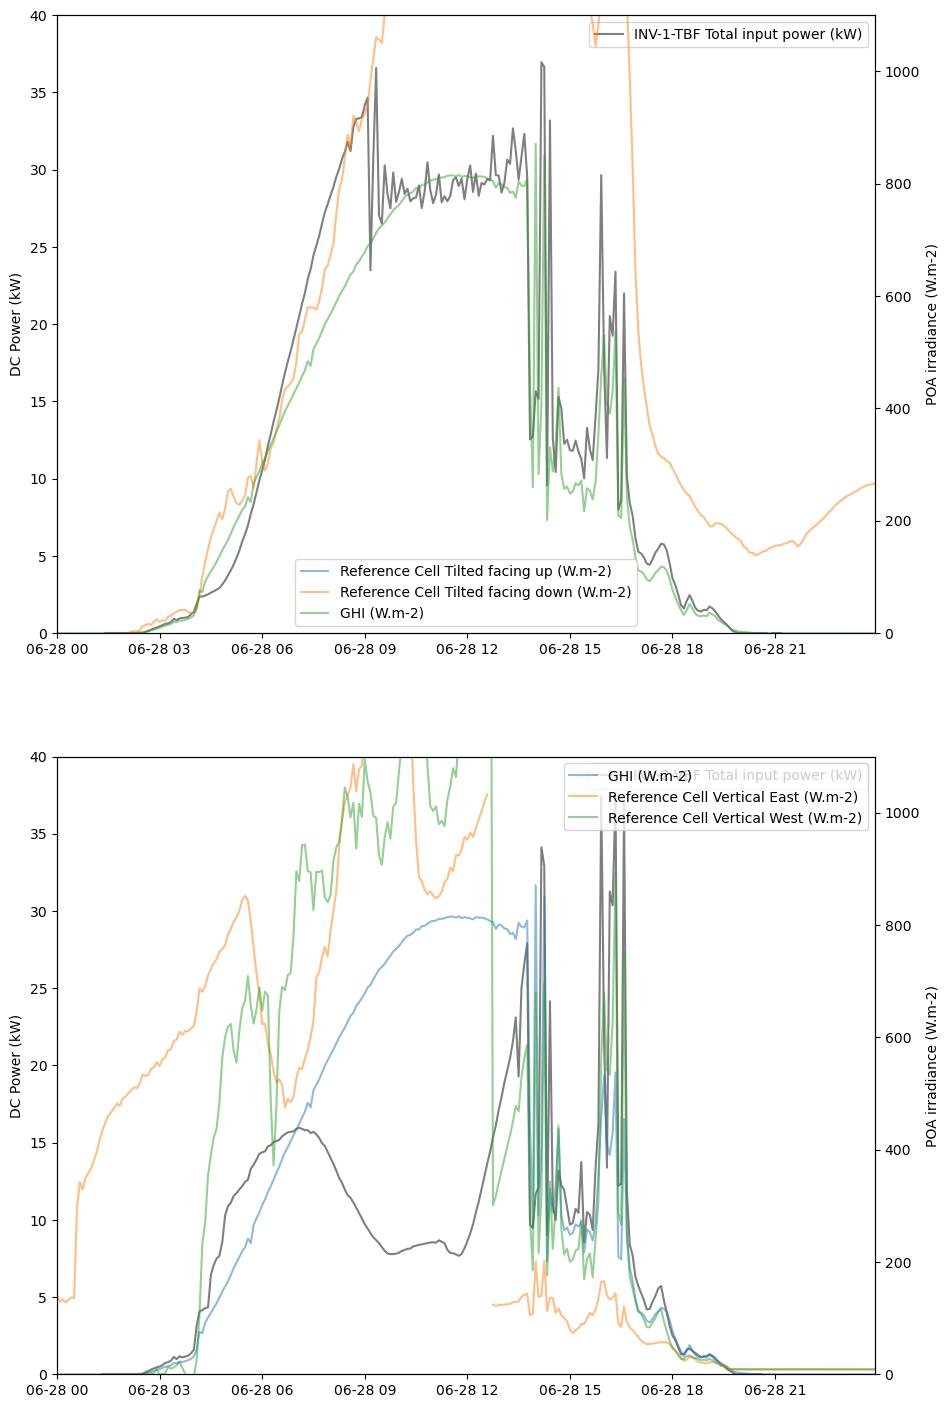 40
35
30
25
20
15
10
5
0
DC Power (kW)
INV-1-TBF Total input power (kW)
1000
800
600
400
200
0
POA irradiance (W.m-2)
Reference Cell Tilted facing up (W.m-2)
Reference Cell Tilted facing down (W.m-2)
GHI (W.m-2)
06-28 00 06-28 03 06-28 06 06-28 09 06-28 12 06-28 15 06-28 18 06-28 21
40
35
30
25
20
15
10
5
0
DC Power (kW)
Total input power (kW)
GHI (W.m-2)
Reference Cell Vertical East (W.m-2)
Reference Cell Vertical West (W.m-2)
1000
800
600
400
200
0
POA irradiance (W.m-2)
06-28 00 06-28 03 06-28 06 06-28 09 06-28 12 06-28 15 06-28 18 06-28 21